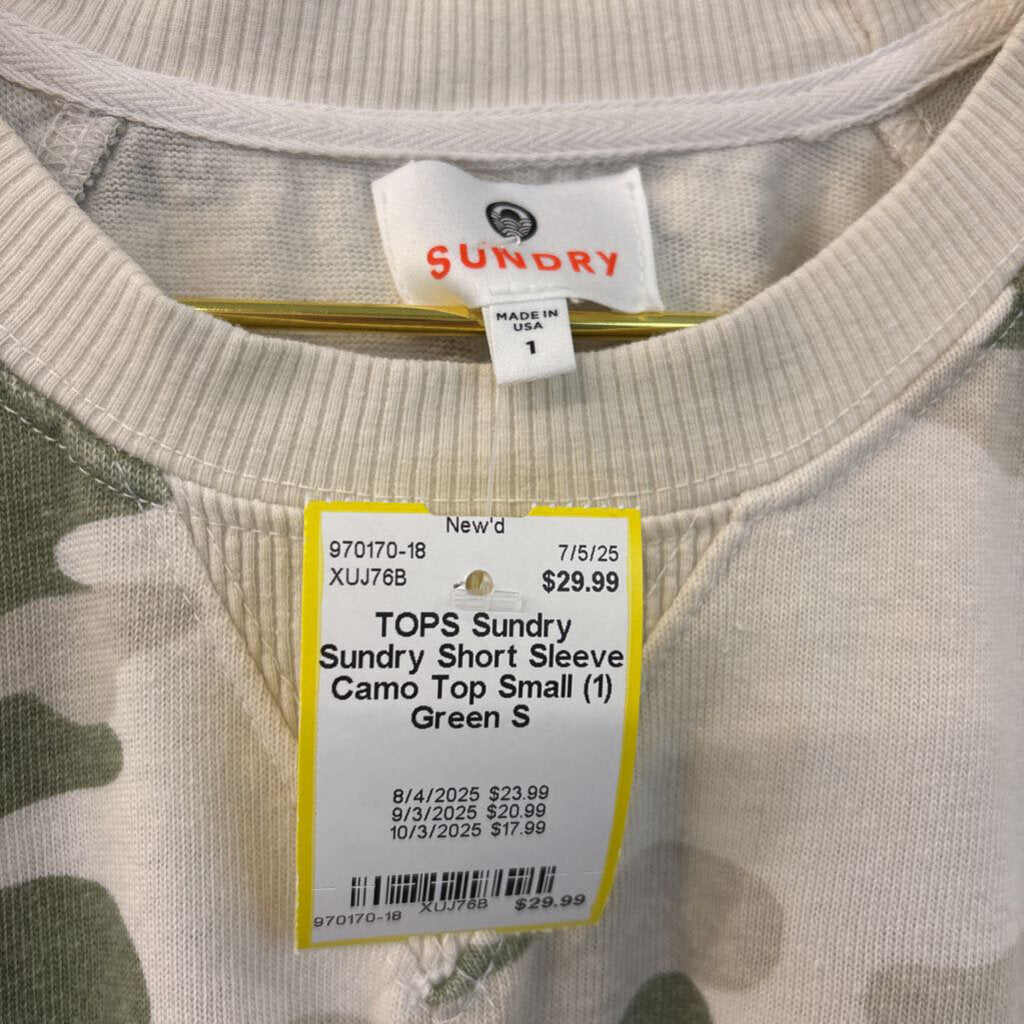 SUNDRY
MADE IN
USA
1
New'd
970170-18 7/5/25
XUJ76B $29.99
TOPS Sundry
Sundry Short Sleeve
Camo Top Small (1)
Green S
8/4/2025 $23.99
9/3/2025 $20.99
10/3/2025 $17.99
970170-18 XUJ76B $29.99